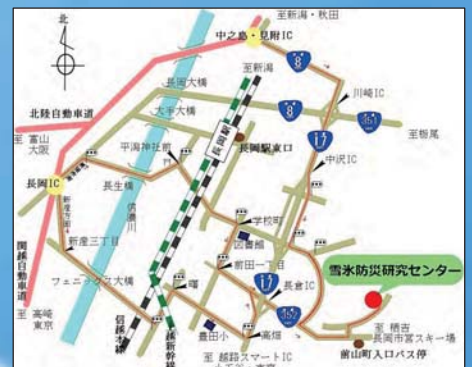 北
至新潟・秋田
中之島・見附IC
至新潟
8
長岡大橋
川崎IC
北陸自動車道
大手大橋
8
351
至栃尾
17
至
富山
大阪
平潟神社前
長岡駅
長岡駅東口
中沢IC
長岡IC
長生橋
信濃川
学校町
図書館
新産三丁目
雪氷防災研究センター
関越自動車道
前田一丁目
17
長倉IC
フェニックス大橋
曙
352
至
高崎
東京
信越本線
越新幹線
豊田小
高畑
至 栖吉
長岡市営スキー場
至 越路スマートIC
前山町入口バス停